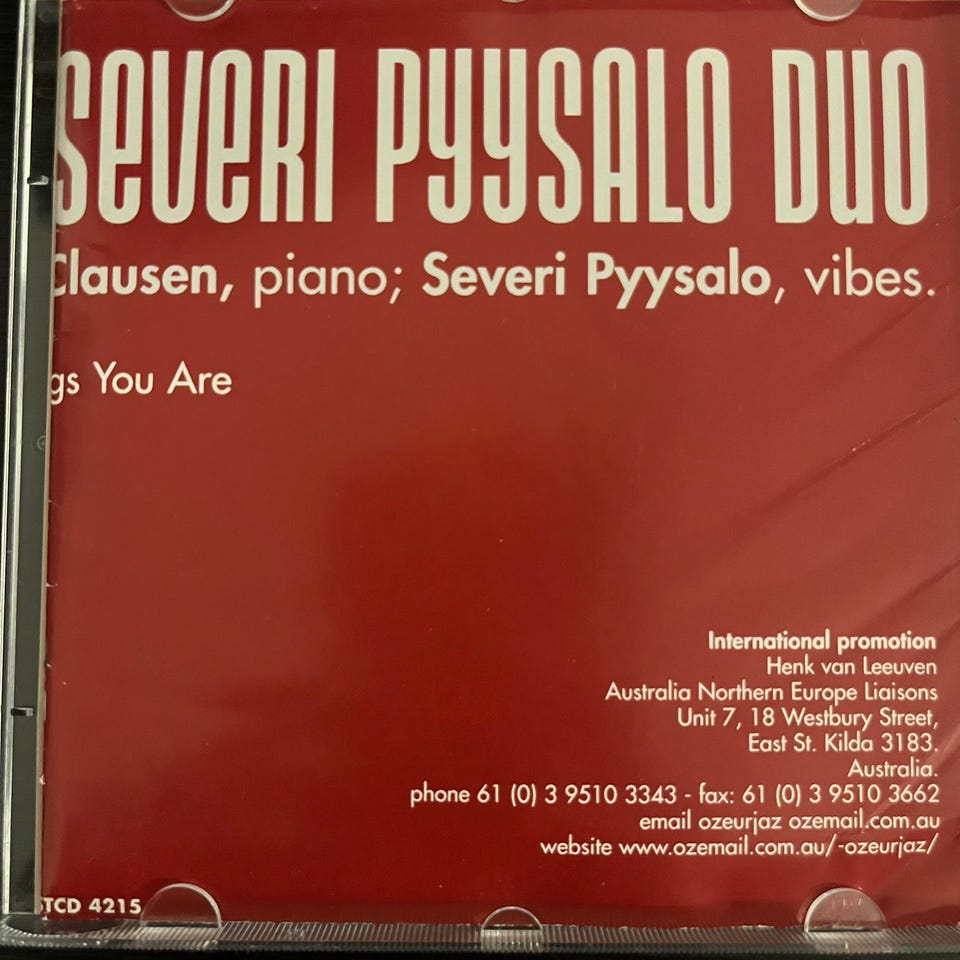 SEVERI PYYSALO DUO
Clausen, piano; Severi Pyysalo, vibes.
gs You Are
International promotion
Henk van Leeuven
Australia Northern Europe Liaisons
Unit 7, 18 Westbury Street,
East St. Kilda 3183.
Australia.
phone 61 (0) 3 9510 3343 - fax: 61 (0) 3 9510 3662
email ozeurjaz ozemail.com.au
website www.ozemail.com.au/-ozeurjaz/
STCD 4215